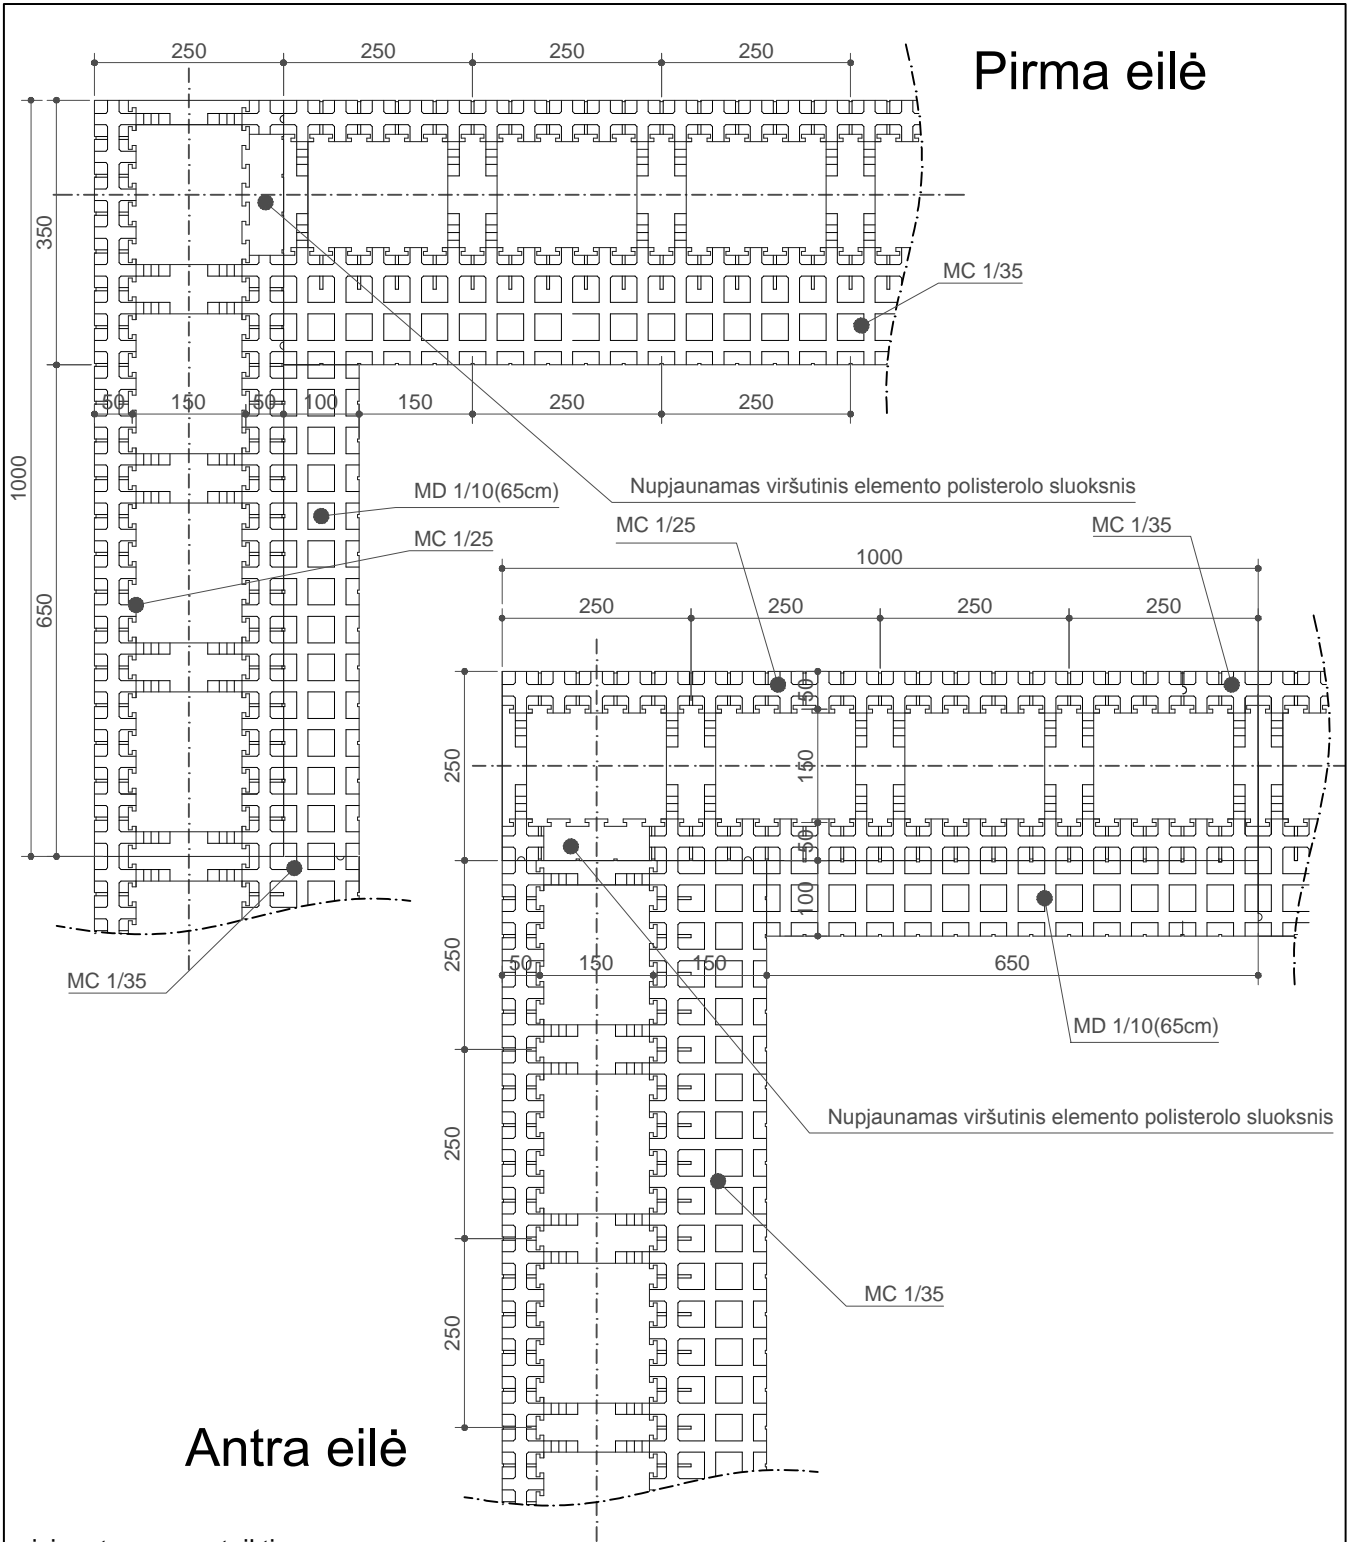 Pirma eilė
250 250 250 250
350
1000
650
MC 1/35
50 150 50 100 150 250 250
MD 1/10(65cm)
Nupjaunamas viršutinis elemento polisterolo sluoksnis
MC 1/25
MC 1/35
MC 1/25
MC 1/35
1000
250 250 250 250
50
150
50
100
250
250
250
250
50 150 150 650
MD 1/10(65cm)
Nupjaunamas viršutinis elemento polisterolo sluoksnis
MC 1/35
Antra eilė